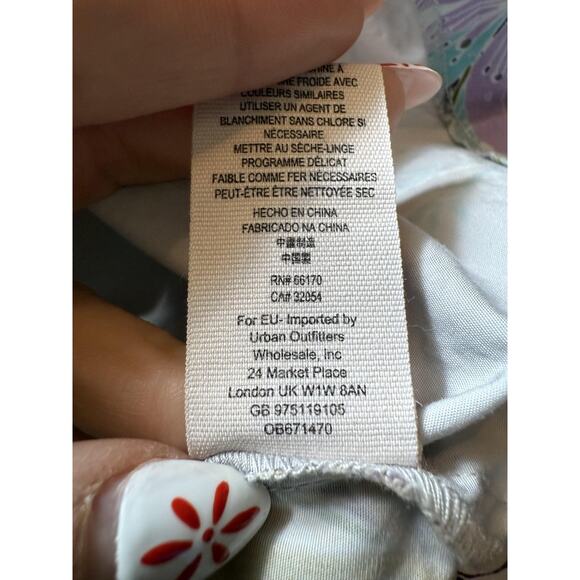 À
FROIDE AVEC
COULEURS SIMILAIRES
UTILISER UN AGENT DE
BLANCHIMENT SANS CHLORE SI
NÉCESSAIRE
METTRE AU SÈCHE-LINGE
PROGRAMME DÉLICAT
FAIBLE COMME FER NÉCESSAIRES
PEUT-ÊTRE ÊTRE NETTOYÉE SEC
HECHO EN CHINA
FABRICADO NA CHINA
中國製造
中国製
RN# 66170
CA# 32054
For EU- Imported by
Urban Outfitters
Wholesale, Inc
24 Market Place
London UK W1W 8AN
GB 975119105
OB671470